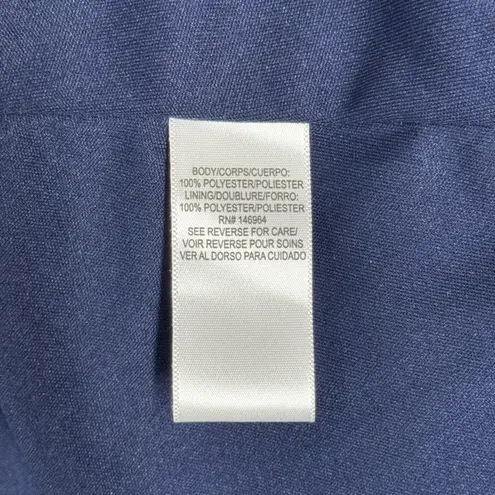 BODY/CORPS/CUERPO:
100% POLYESTER/POLIESTER
LINING/DOUBLURE/FORRO:
100% POLYESTER/POLIESTER
RN# 146964
SEE REVERSE FOR CARE/
VOIR REVERSE POUR SOINS
VER AL DORSO PARA CUIDADO